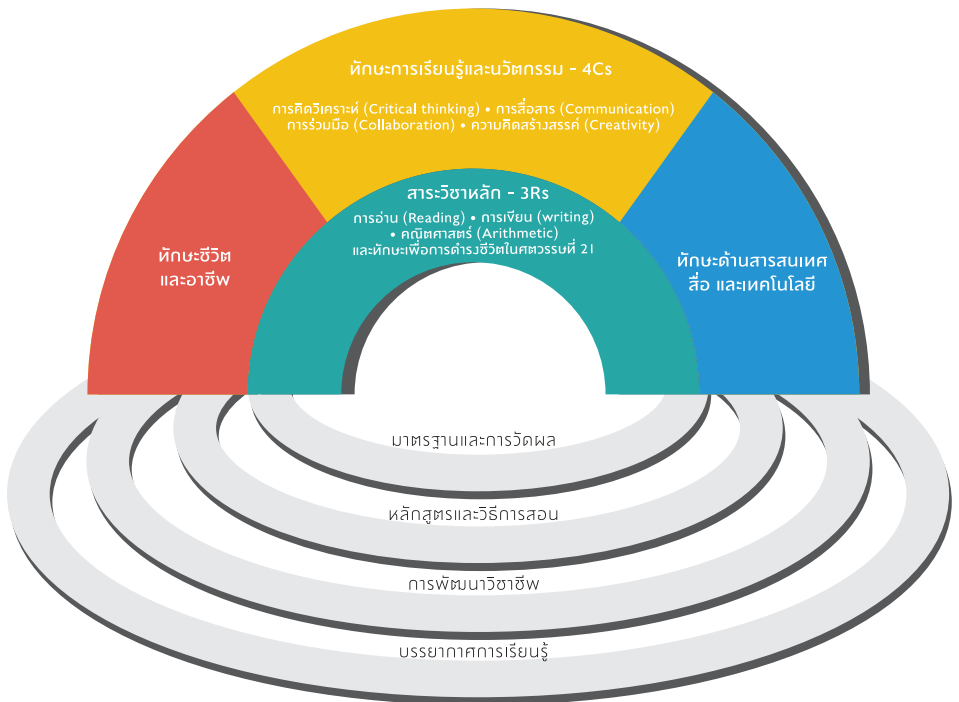 ทักษะการเรียนรู้และนวัตกรรม - 4Cs
การคิดวิเคราะห์ (Critical thinking) • การสื่อสาร (Communication)
การร่วมมือ (Collaboration) • ความคิดสร้างสรรค์ (Creativity)
สาระวิชาหลัก - 3Rs
การอ่าน (Reading) • การเขียน (writing)
• คณิตศาสตร์ (Arithmetic)
และทักษะเพื่อการดำรงชีวิตในศตวรรษที่ 21
ทักษะชีวิต
และอาชีพ
ทักษะด้านสารสนเทศ
สื่อ และเทคโนโลยี
มาตรฐานและการวัดผล
หลักสูตรและวิธีการสอน
การพัฒนาวิชาชีพ
บรรยากาศการเรียนรู้